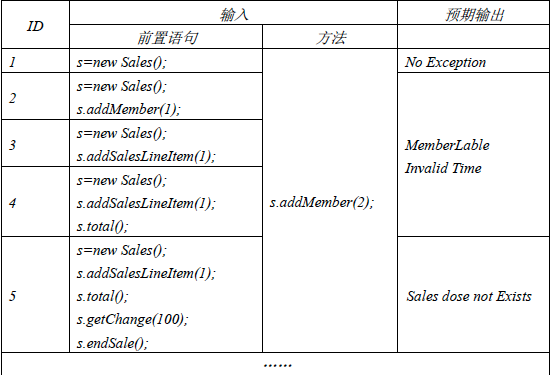 ID 输入 预期输出
前置语句 方法
1 s=new Sales(); No Exception
2 s=new Sales();
s.addMember(1);
3 s=new Sales();
s.addSalesLineItem(1);
MemberLable
Invalid Time
4 s=new Sales();
s.addSalesLineItem(1);
s.total();
s.addMember(2);
5 s=new Sales();
s.addSalesLineItem(1);
s.total();
s.getChange(100);
s.endSale();
Sales dose not Exists
……